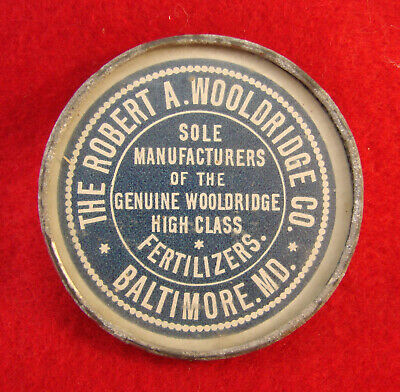 THE ROBERT A. WOOLDRIDGE CO.
SOLE
MANUFACTURERS
OF THE
GENUINE WOOLDRIDGE
HIGH CLASS
FERTILIZERS.
BALTIMORE. MD.